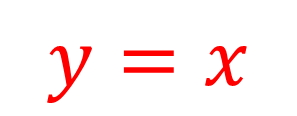 y = x